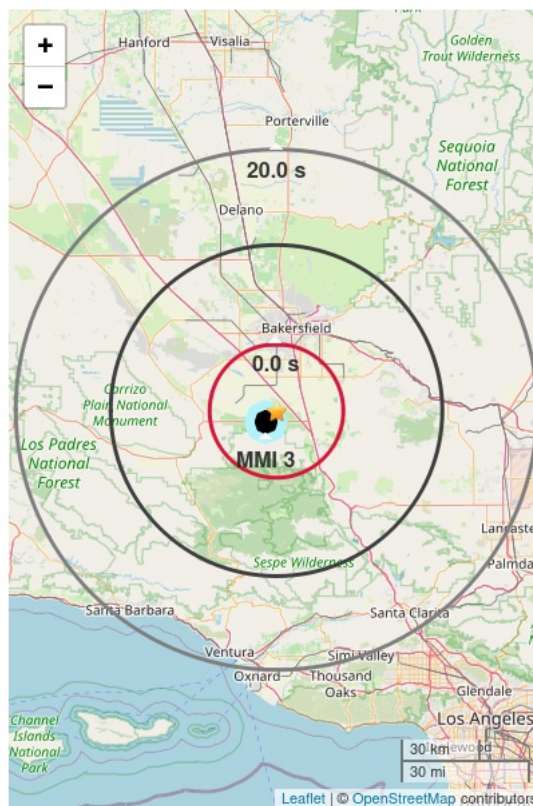 +
−
Hanford
Visalia
Golden
Trout Wilderness
Porterville
Sequoia
National
Forest
20.0 s
Delano
Bakersfield
0.0 s
Carrizo
Plain National
Monument
MMI 3
Los Padres
National
Forest
Lancaste
Palmda
Sespe Wilderness
Santa Barbara
Santa Clarita
Ventura
Simi Valley
Oxnard
Thousand
Oaks
Glendale
Channel
Islands
National
Park
Los Angeles
30 km
30 mi
Leaflet | © OpenStreetMap contributors